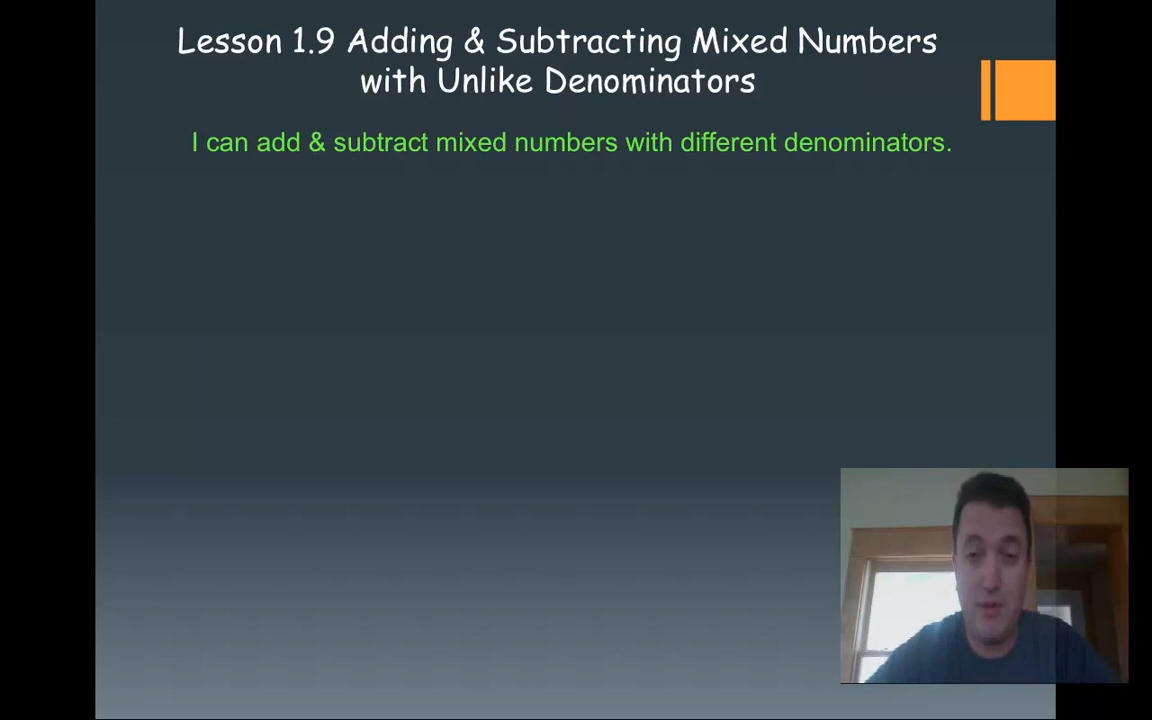 Lesson 1.9 Adding & Subtracting Mixed Numbers
with Unlike Denominators
I can add & subtract mixed numbers with different denominators.